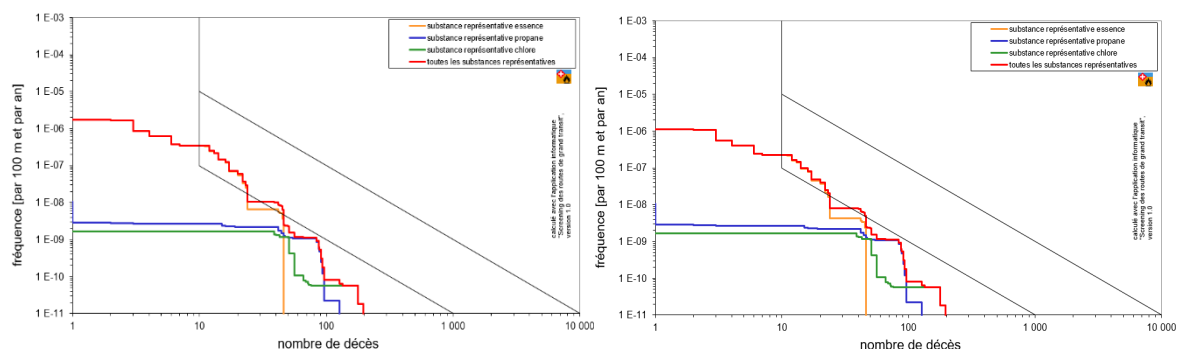 substance représentative essence
substance représentative propane
substance représentative chlore
toutes les substances représentatives
fréquence [par 100 m et par an]
1 E-03
1 E-04
1 E-05
1 E-06
1 E-07
1 E-08
1 E-09
1 E-10
1 E-11
calculé avec l'application informatique
"Screening des routes de grand transit",
version 1.0
1
10
100
1 000
10 000
nombre de décès
substance représentative essence
substance représentative propane
substance représentative chlore
toutes les substances représentatives
fréquence [par 100 m et par an]
1 E-03
1 E-04
1 E-05
1 E-06
1 E-07
1 E-08
1 E-09
1 E-10
1 E-11
calculé avec l'application informatique
"Screening des routes de grand transit",
version 1.0
1
10
100
1 000
10 000
nombre de décès